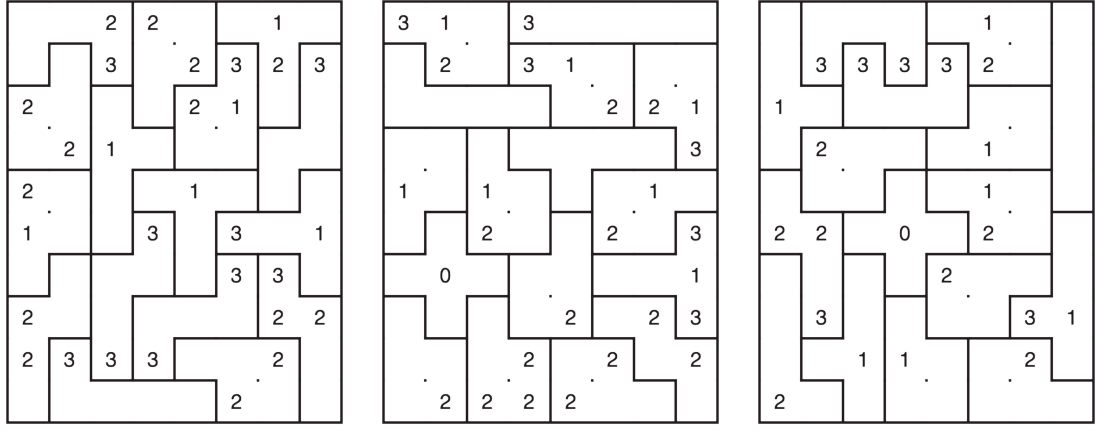 2 2 1 3 1 3 1
3 2 3 2 3 2 3 1 3 3 3 3 2
2 2 1 2 2 1 1
2 1 3 2 1
2 1 1 1 1 1
1 3 3 1 2 2 3 2 2 0 2
3 3 0 1 2
2 2 2 2 2 3 3 3 1
2 3 3 3 2 2 2 2 1 1 2
2 2 2 2 2 2